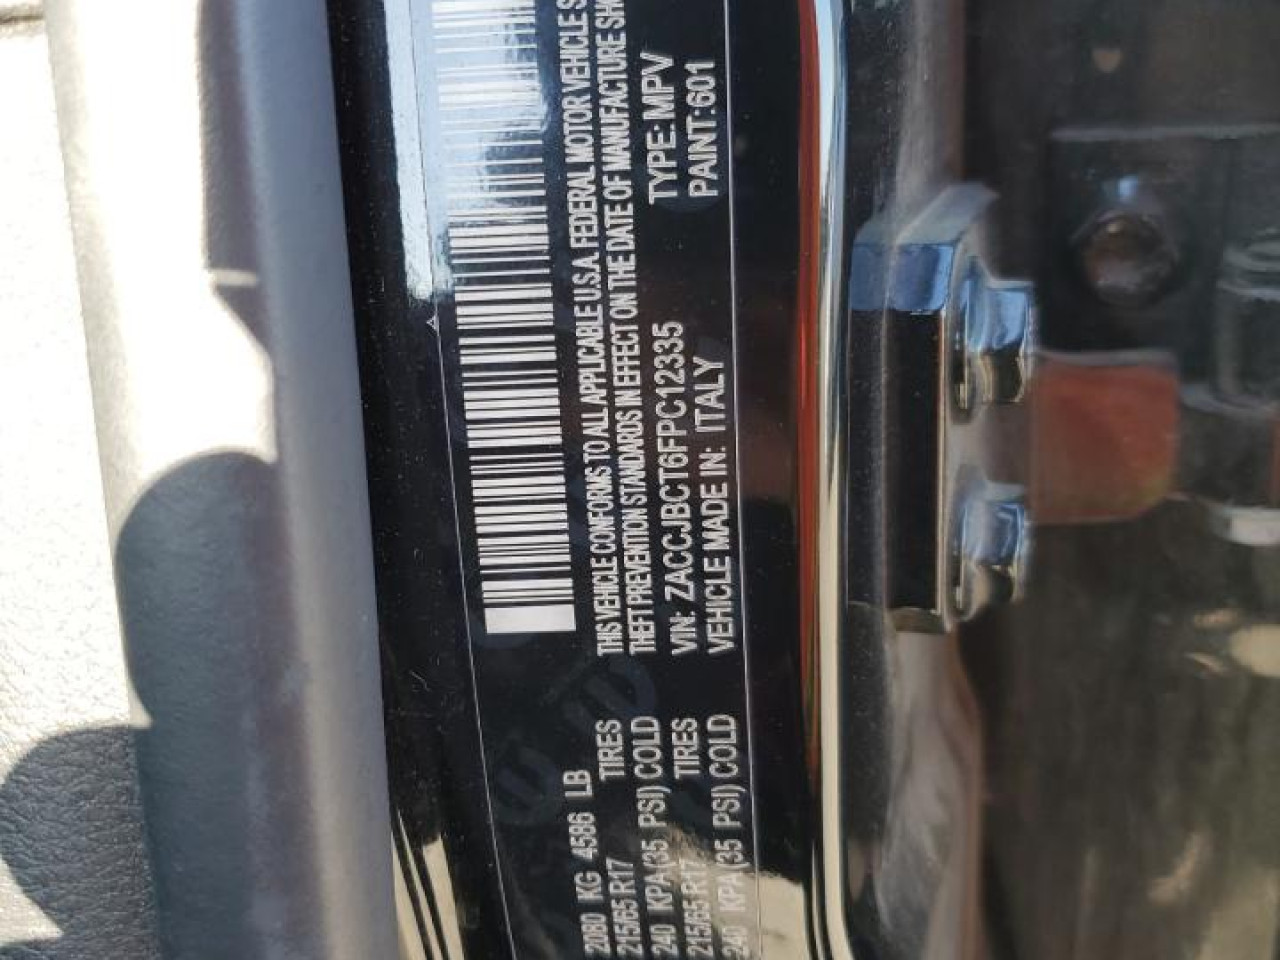 THIS VEHICLE CONFORMS TO ALL APPLICABLE U.S.A. FEDERAL MOTOR VEHICLE
THEFT PREVENTION STANDARDS IN EFFECT ON THE DATE OF MANUFACTURE
VIN: ZACCJBCT6FPC12335 TYPE: MPV
VEHICLE MADE IN: ITALY PAINT:601
2080 KG 4586 LB
215/65 R17 TIRES
240 KPA (35 PSI) COLD
215/65 R17 TIRES
240 KPA (35 PSI) COLD